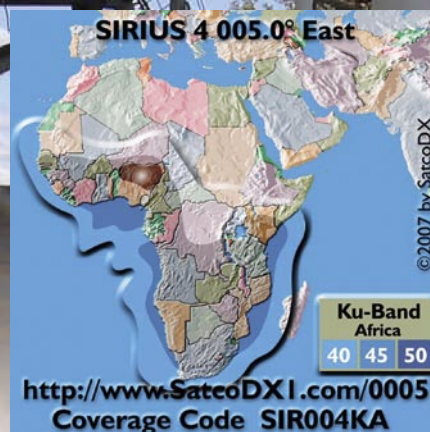 SIRIUS 4 005.0° East
©2007 by SatcoDX
Ku-Band
Africa
40 45 50
http://www.SatcoDX1.com/0005
Coverage Code SIR004KA